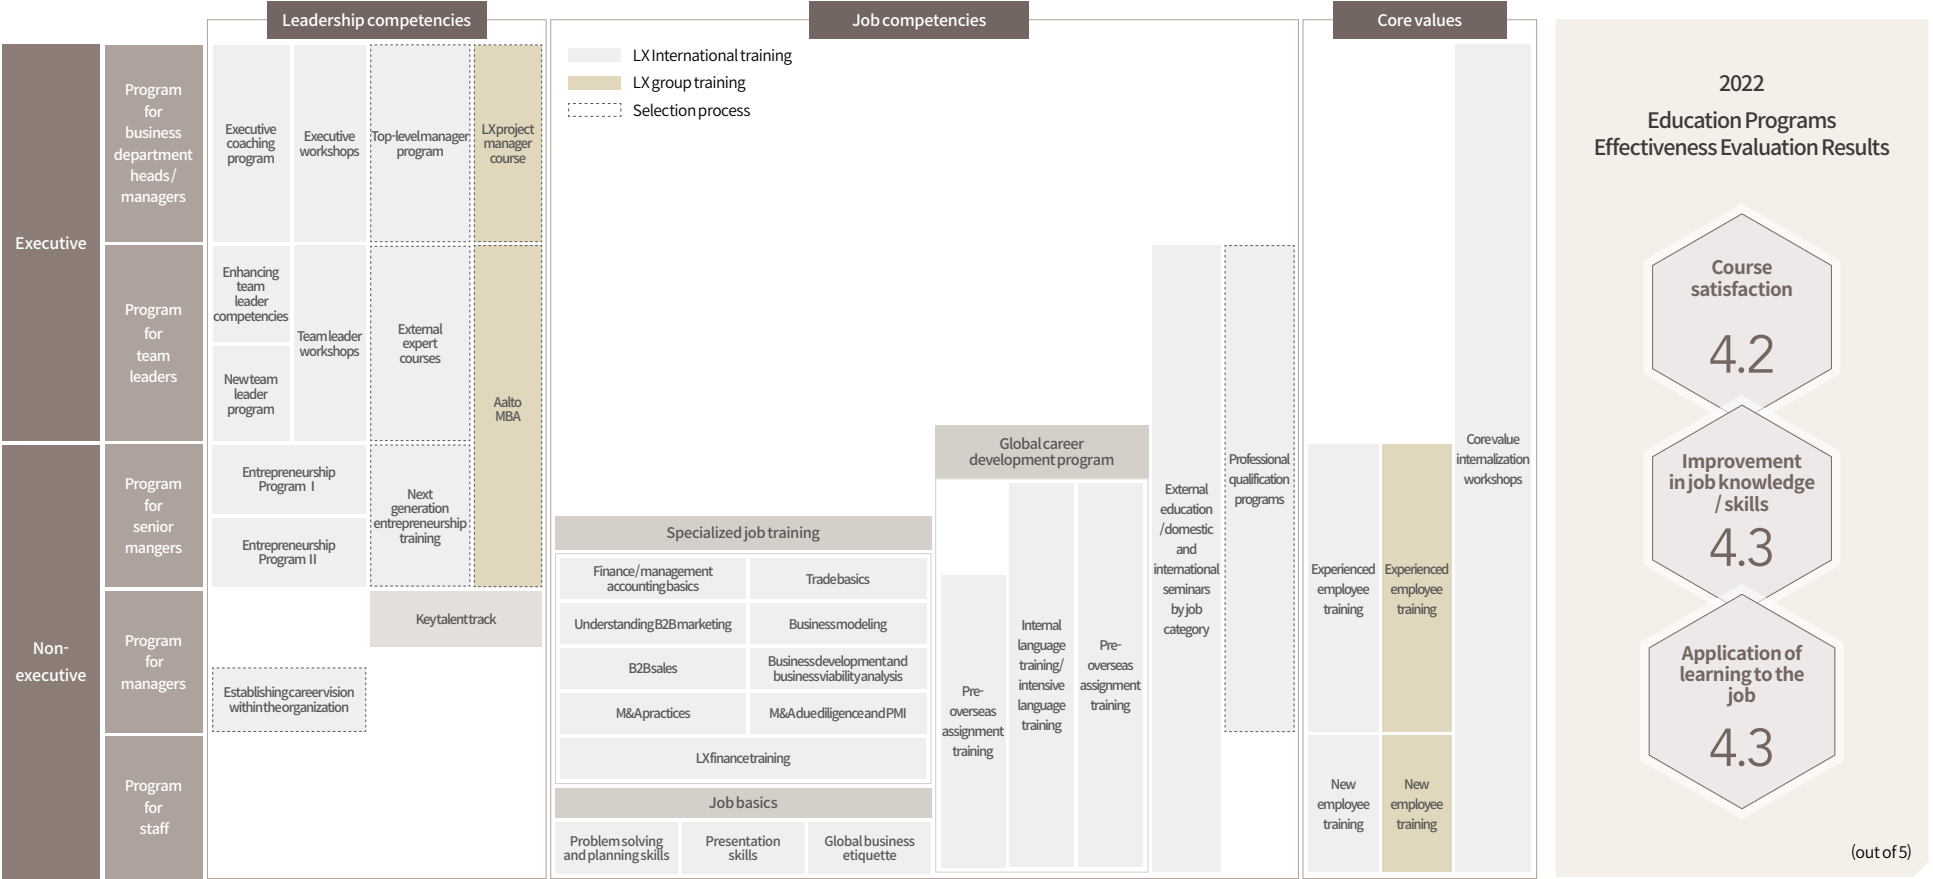 Leadership competencies
Job competencies
Core values
LX International training
LX group training
Selection process
Executive
Non-
executive
Program
for
business
department
heads /
managers
Program
for
team
leaders
Program
for
senior
mangers
Program
for
managers
Program
for
staff
Executive
coaching
program
Executive
workshops
Top-level manager
program
LX project
manager
course
Enhancing
team
leader
competencies
New team
leader
program
Team leader
workshops
External
expert
courses
Aalto
MBA
Entrepreneurship
Program I
Entrepreneurship
Program II
Next
generation
entrepreneurship
training
Key talent track
Establishing career vision
within the organization
Specialized job training
Finance / management
accounting basics
Trade basics
Understanding B2B marketing
Business modeling
B2B sales
Business development and
business viability analysis
M&A practices
M&A due diligence and PMI
LX finance training
Job basics
Problem solving
and planning skills
Presentation
skills
Global business
etiquette
Global career
development program
Pre-
overseas
assignment
training
Internal
language
training/
intensive
language
training
Pre-
overseas
assignment
training
External
education
/domestic
and
international
seminars
by job
category
Professional
qualification
programs
Experienced
employee
training
Experienced
employee
training
New
employee
training
New
employee
training
Core value
internalization
workshops
2022
Education Programs
Effectiveness Evaluation Results
Course
satisfaction
4.2
Improvement
in job knowledge
/ skills
4.3
Application of
learning to the
job
4.3
(out of 5)